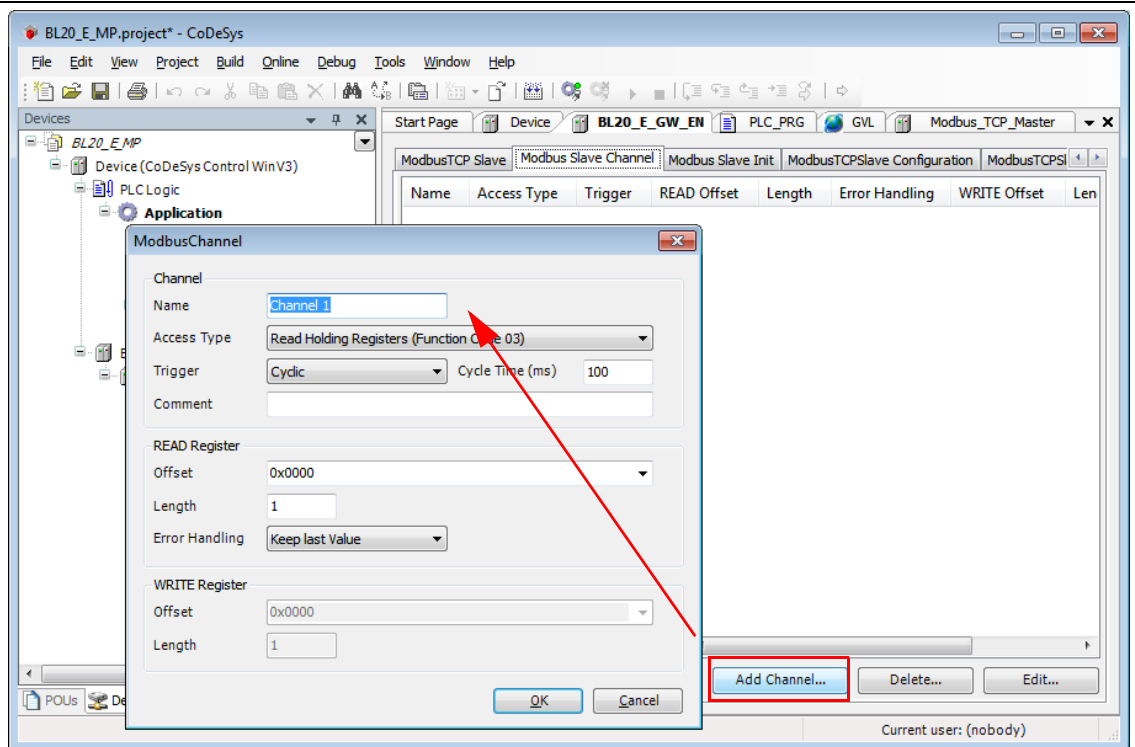 BL20_E_MP.project* - CoDeSys
File Edit View Project Build Online Debug Tools Window Help
Devices
Start Page Device BL20_E_GW_EN PLC_PRG GVL Modbus_TCP_Master
BL20_E_MP
Device (CoDeSys Control Win V3)
PLC Logic
Application
ModbusTCP Slave Modbus Slave Channel Modbus Slave Init ModbusTCPSlave Configuration ModbusTCPSl
Name Access Type Trigger READ Offset Length Error Handling WRITE Offset Len
ModbusChannel
Channel
Name Channel 1
Access Type Read Holding Registers (Function Code 03)
Trigger Cyclic Cycle Time (ms) 100
Comment
READ Register
Offset 0x0000
Length 1
Error Handling Keep last Value
WRITE Register
Offset 0x0000
Length 1
OK Cancel
Add Channel... Delete... Edit...
POUs De
Current user: (nobody)